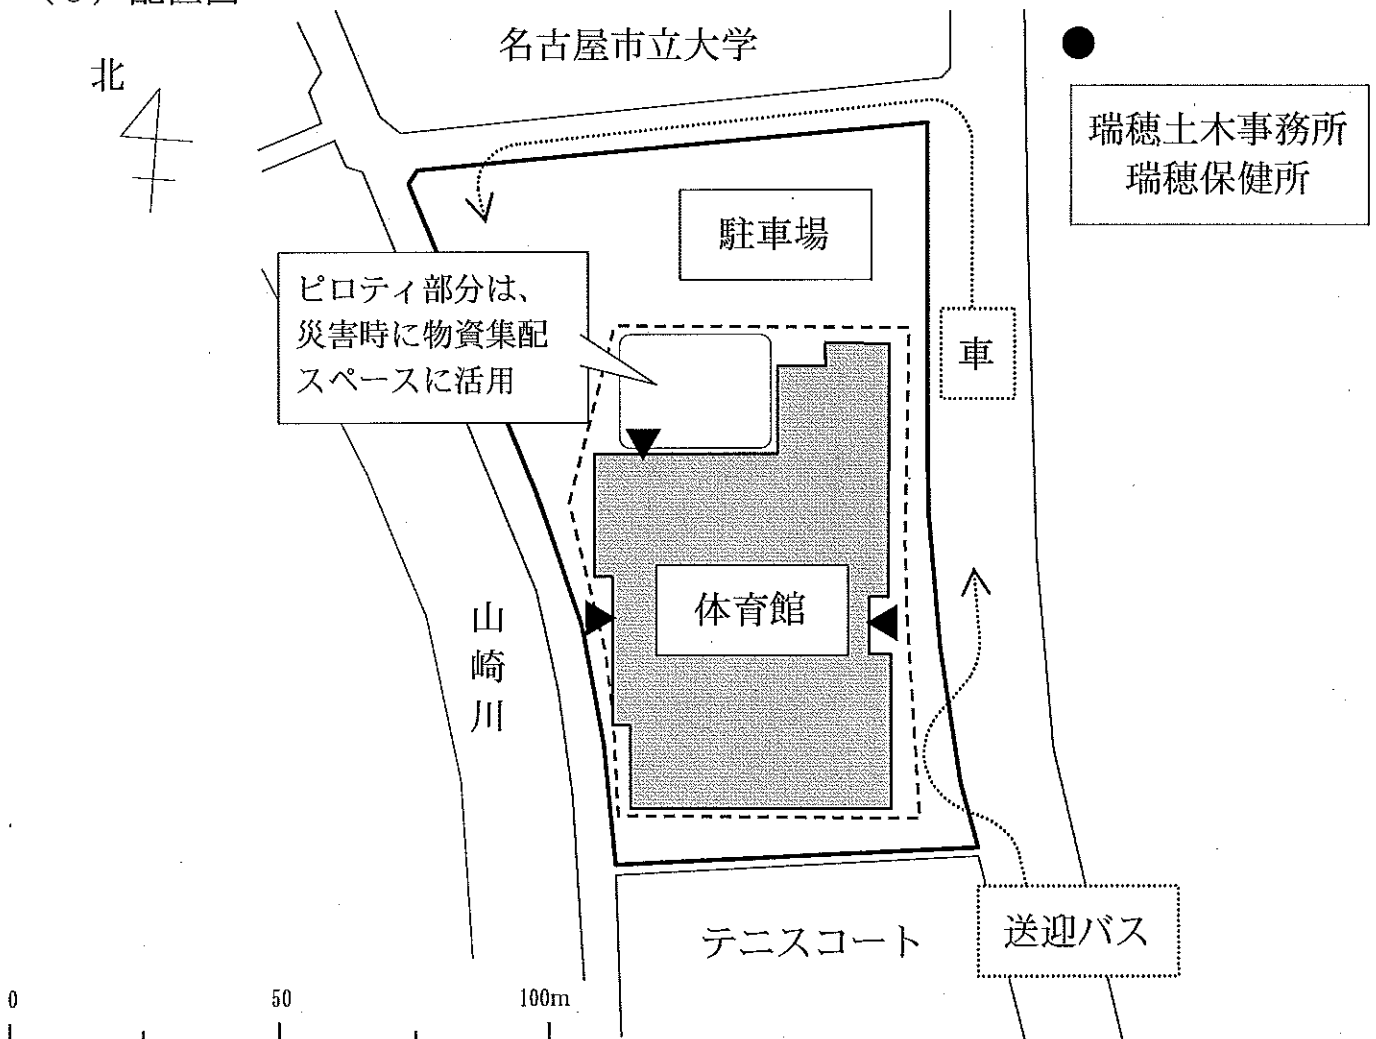 名古屋市立大学
北
瑞穂土木事務所
瑞穂保健所
駐車場
ピロティ部分は、
災害時に物資集配
スペースに活用
車
体育館
山崎川
テニスコート
送迎バス
0 50 100m